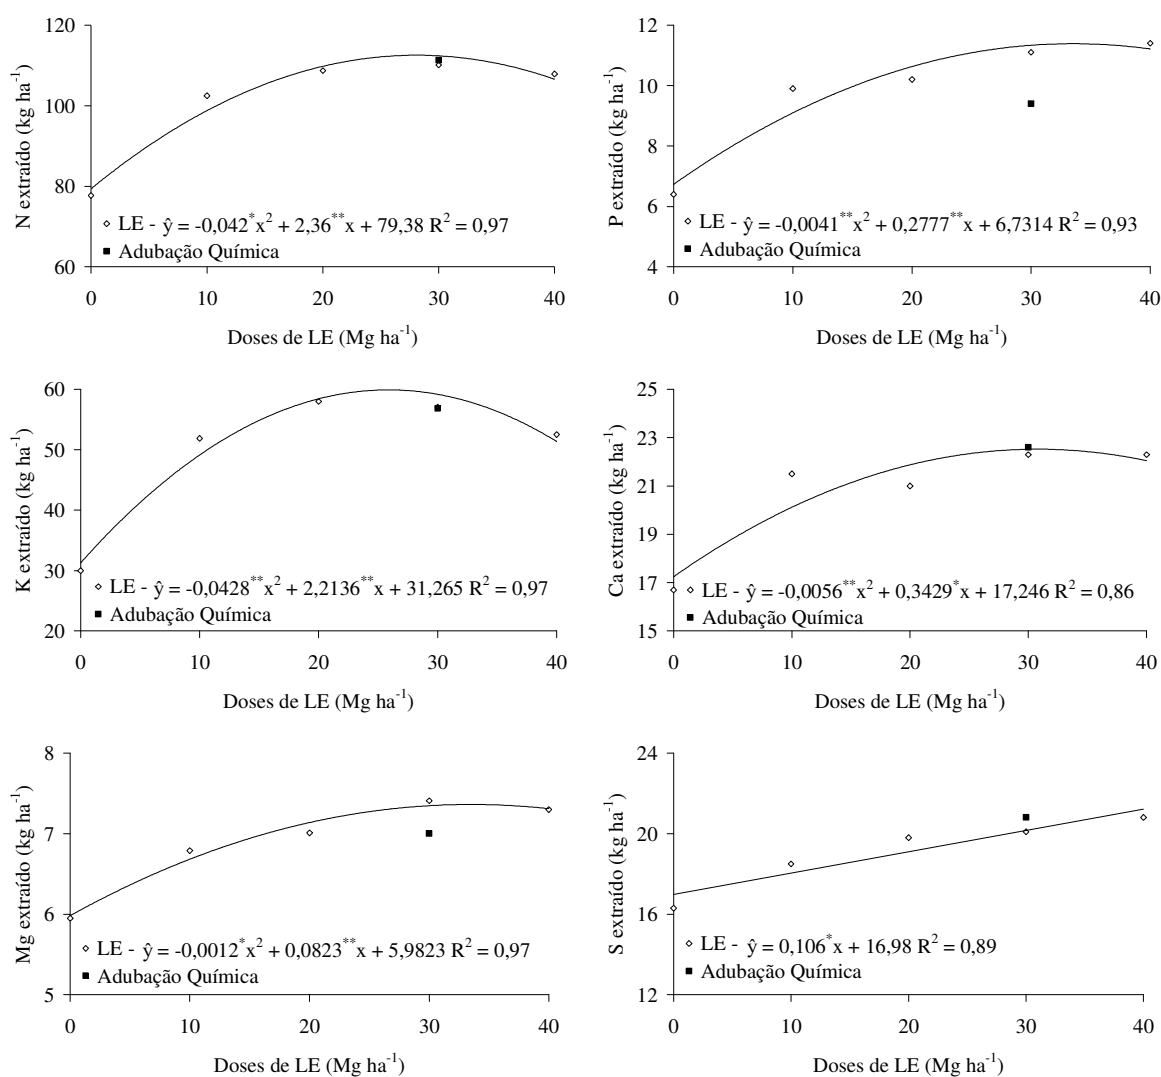 120
100
80
60
N extraído (kg ha⁻¹)
LE - ŷ = -0,042*x² + 2,36**x + 79,38 R² = 0,97
Adubação Química
0 10 20 30 40
Doses de LE (Mg ha⁻¹)
12
10
8
6
4
P extraído (kg ha⁻¹)
LE - ŷ = -0,0041**x² + 0,2777**x + 6,7314 R² = 0,93
Adubação Química
0 10 20 30 40
Doses de LE (Mg ha⁻¹)
60
50
40
30
20
K extraído (kg ha⁻¹)
LE - ŷ = -0,0428**x² + 2,2136**x + 31,265 R² = 0,97
Adubação Química
0 10 20 30 40
Doses de LE (Mg ha⁻¹)
25
23
21
19
17
15
Ca extraído (kg ha⁻¹)
LE - ŷ = -0,0056**x² + 0,3429*x + 17,246 R² = 0,86
Adubação Química
0 10 20 30 40
Doses de LE (Mg ha⁻¹)
8
7
6
5
Mg extraído (kg ha⁻¹)
LE - ŷ = -0,0012*x² + 0,0823**x + 5,9823 R² = 0,97
Adubação Química
0 10 20 30 40
Doses de LE (Mg ha⁻¹)
24
20
16
12
S extraído (kg ha⁻¹)
LE - ŷ = 0,106*x + 16,98 R² = 0,89
Adubação Química
0 10 20 30 40
Doses de LE (Mg ha⁻¹)